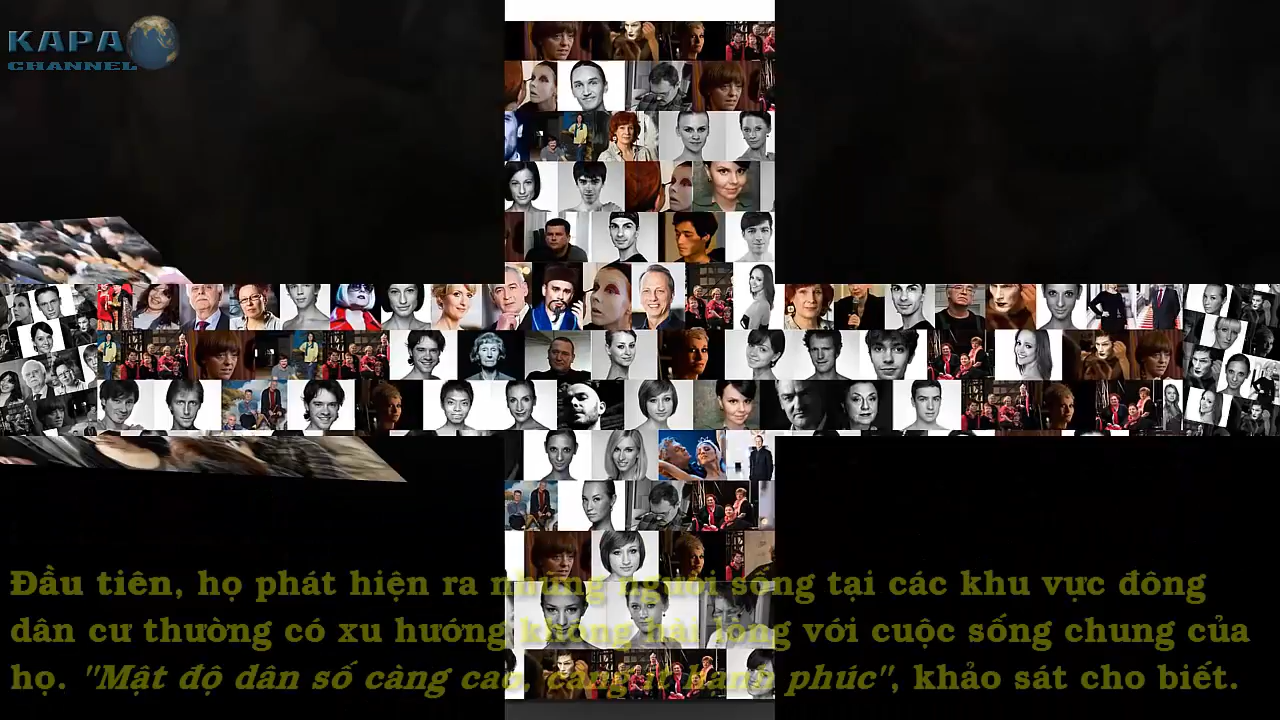 KAPA
CHANNEL
Đầu tiên, họ phát hiện ra những người sống tại các khu vực đông
dân cư thường có xu hướng không hài lòng với cuộc sống chung của
họ. "Mật độ dân số càng cao, càng ít hạnh phúc", khảo sát cho biết.